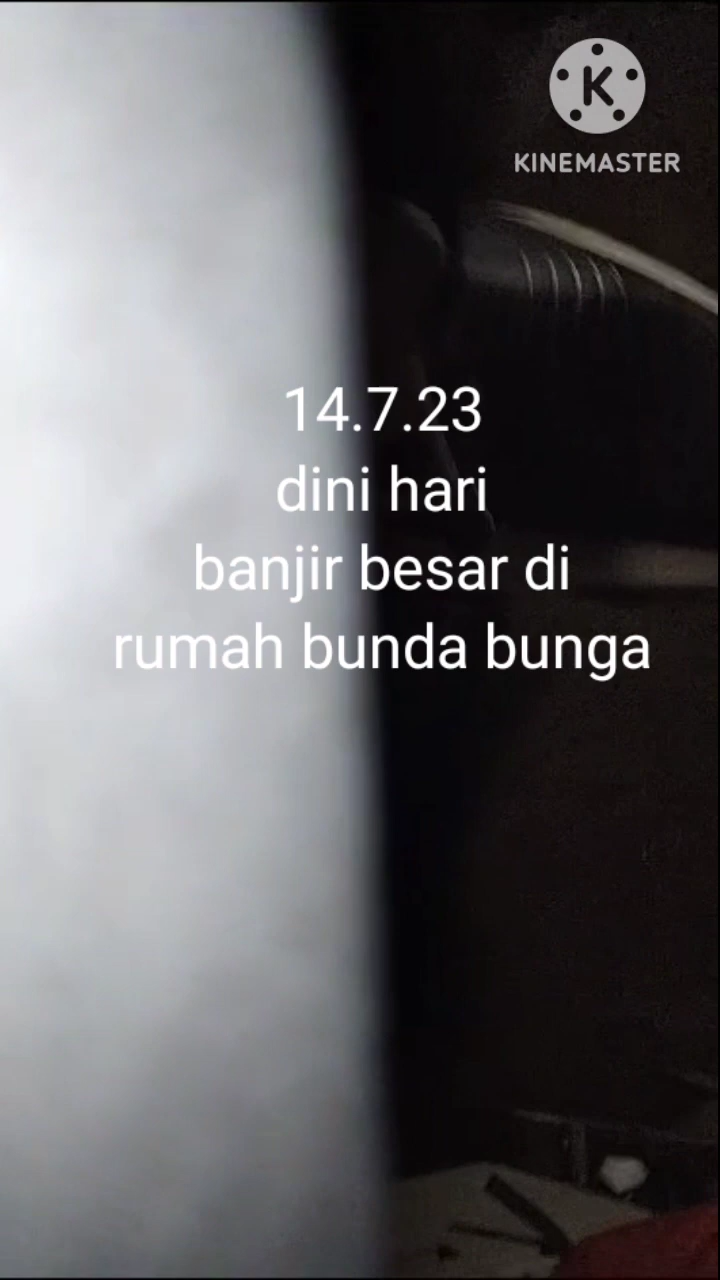 KINEMASTER
14.7.23
dini hari
banjir besar di
rumah bunda bunga